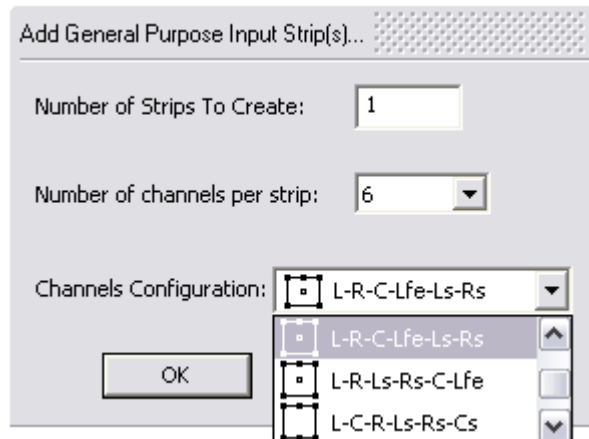 Add General Purpose Input Strip(s)...
Number of Strips To Create: 1
Number of channels per strip: 6
Channels Configuration: L-R-C-Lfe-Ls-Rs
L-R-C-Lfe-Ls-Rs
OK
L-R-Ls-Rs-C-Lfe
L-C-R-Ls-Rs-Cs